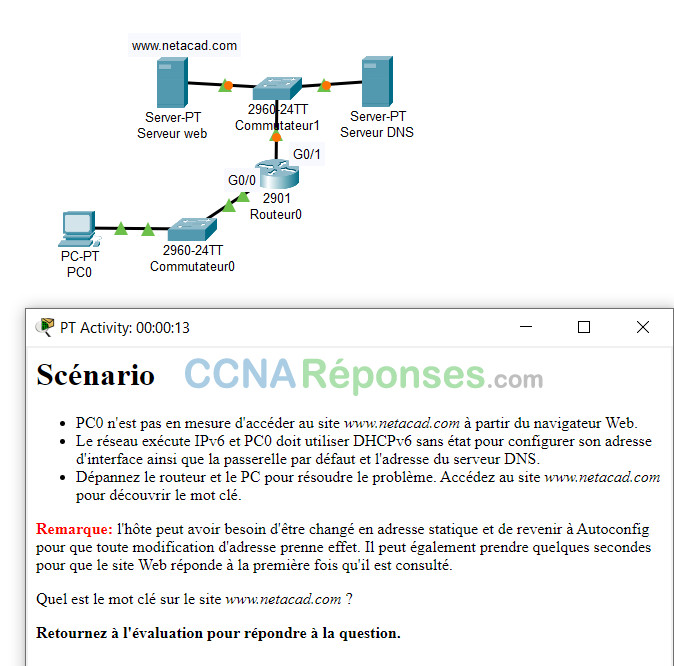 www.netacad.com
Server-PT
Serveur web
2960-24TT
Commutateur1
Server-PT
Serveur DNS
G0/1
G0/0
2901
Routeur0
PC-PT
PC0
2960-24TT
Commutateur0
PT Activity: 00:00:13
Scénario
CCNARéponses.com
PC0 n'est pas en mesure d'accéder au site www.netacad.com à partir du navigateur Web.
Le réseau exécute IPv6 et PC0 doit utiliser DHCPv6 sans état pour configurer son adresse
d'interface ainsi que la passerelle par défaut et l'adresse du serveur DNS.
Dépannez le routeur et le PC pour résoudre le problème. Accédez au site www.netacad.com
pour découvrir le mot clé.
Remarque: l'hôte peut avoir besoin d'être changé en adresse statique et de revenir à Autoconfig
pour que toute modification d'adresse prenne effet. Il peut également prendre quelques secondes
pour que le site Web réponde à la première fois qu'il est consulté.
Quel est le mot clé sur le site www.netacad.com ?
Retournez à l'évaluation pour répondre à la question.